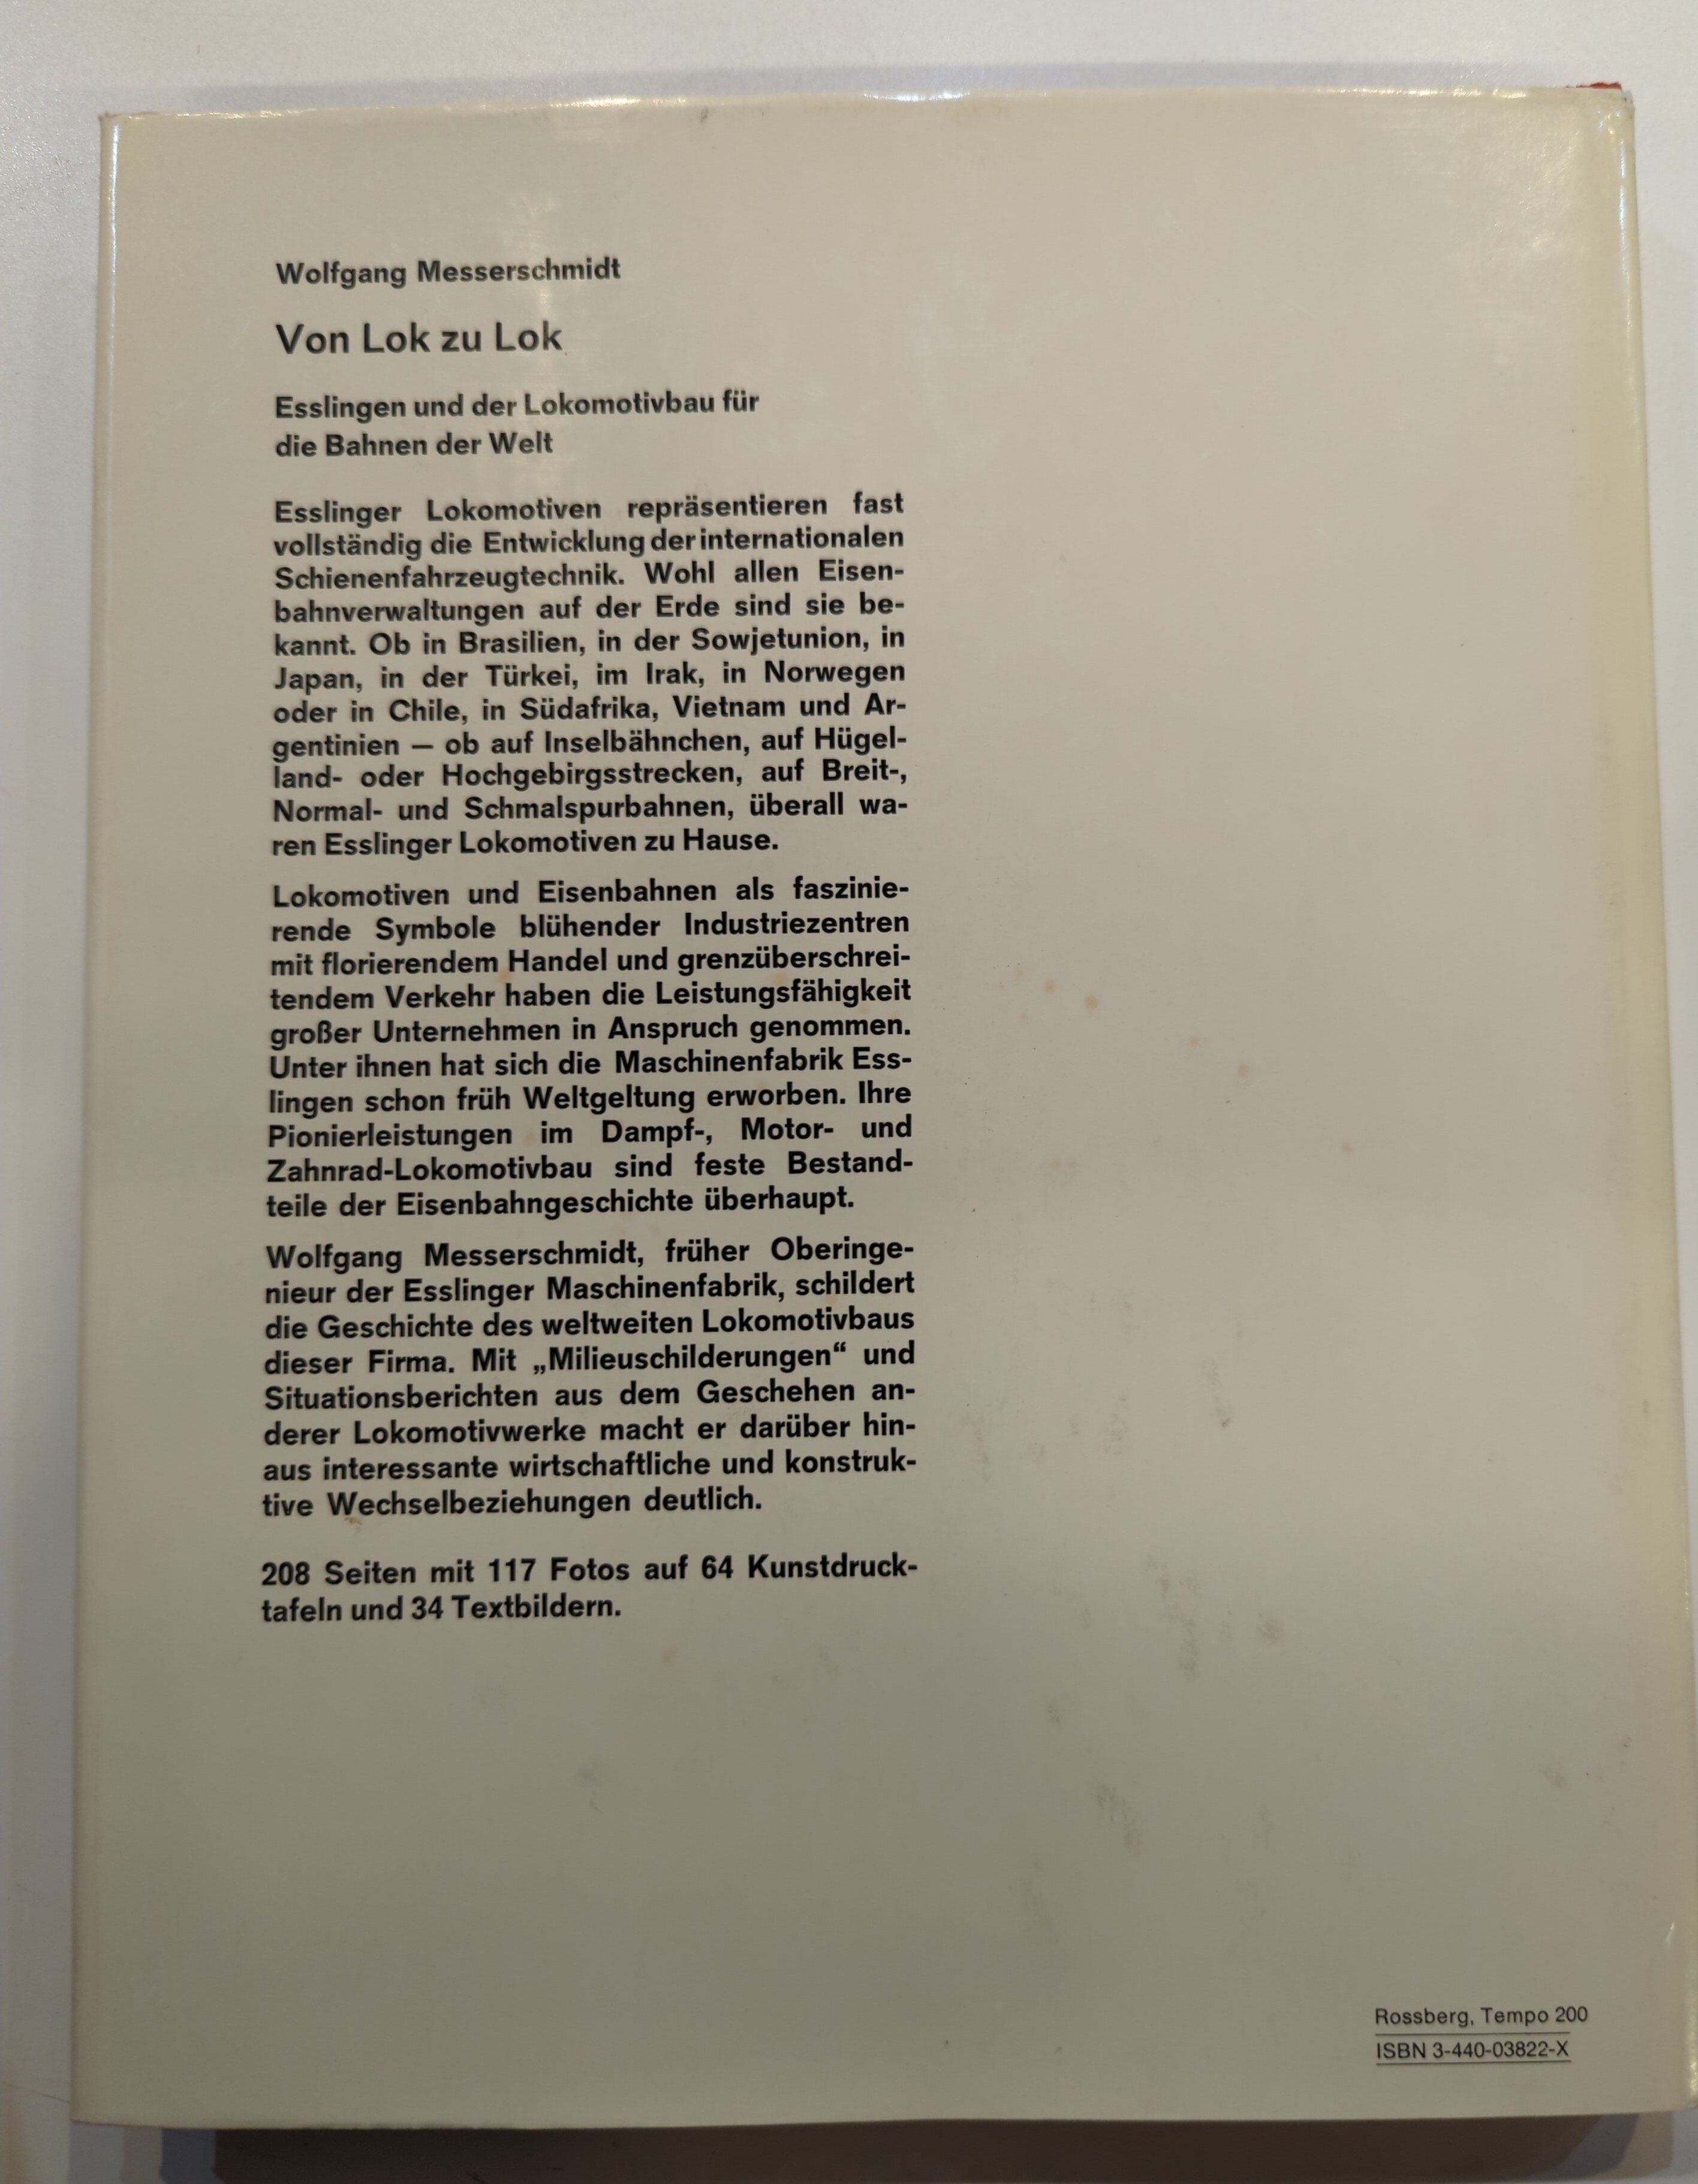 Wolfgang Messerschmidt
Von Lok zu Lok
Esslingen und der Lokomotivbau für
die Bahnen der Welt
Esslinger Lokomotiven repräsentieren fast
vollständig die Entwicklung der internationalen
Schienenfahrzeugtechnik. Wohl allen Eisen-
bahnverwaltungen auf der Erde sind sie be-
kannt. Ob in Brasilien, in der Sowjetunion, in
Japan, in der Türkei, im Irak, in Norwegen
oder in Chile, in Südafrika, Vietnam und Ar-
gentinien — ob auf Inselbähnchen, auf Hügel-
land- oder Hochgebirgsstrecken, auf Breit-,
Normal- und Schmalspurbahnen, überall wa-
ren Esslinger Lokomotiven zu Hause.
Lokomotiven und Eisenbahnen als faszinie-
rende Symbole blühender Industriezentren
mit florierendem Handel und grenzüberschrei-
tendem Verkehr haben die Leistungsfähigkeit
großer Unternehmen in Anspruch genommen.
Unter ihnen hat sich die Maschinenfabrik Ess-
lingen schon früh Weltgeltung erworben. Ihre
Pionierleistungen im Dampf-, Motor- und
Zahnrad-Lokomotivbau sind feste Bestand-
teile der Eisenbahngeschichte überhaupt.
Wolfgang Messerschmidt, früher Oberinge-
nieur der Esslinger Maschinenfabrik, schildert
die Geschichte des weltweiten Lokomotivbaus
dieser Firma. Mit „Milieuschilderungen“ und
Situationsberichten aus dem Geschehen an-
derer Lokomotivwerke macht er darüber hin-
aus interessante wirtschaftliche und konstruk-
tive Wechselbeziehungen deutlich.
208 Seiten mit 117 Fotos auf 64 Kunstdruck-
tafeln und 34 Textbildern.
Rossberg, Tempo 200
ISBN 3-440-03822-X